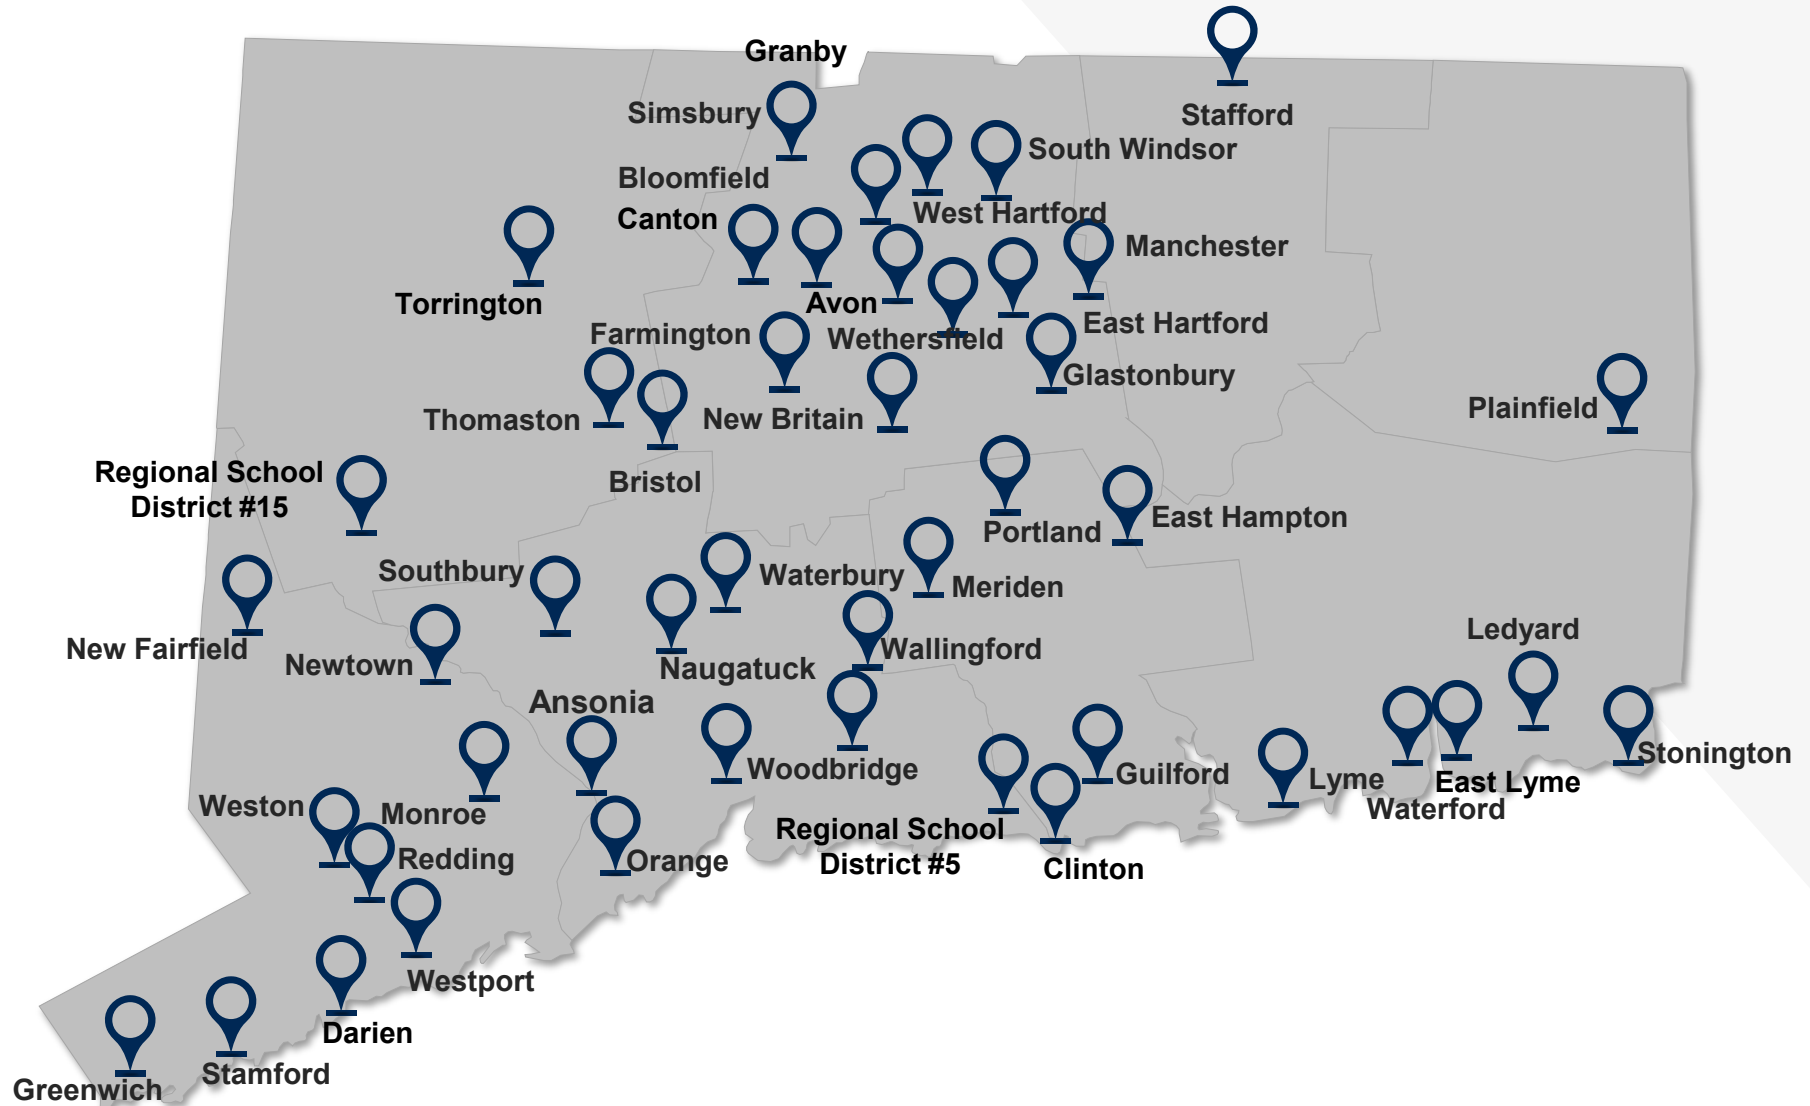 Granby
Simsbury
Stafford
South Windsor
Bloomfield
West Hartford
Canton
Manchester
Torrington
Avon
East Hartford
Farmington
Wethersfield
Glastonbury
Plainfield
Thomaston
New Britain
Regional School
District #15
Bristol
East Hampton
Portland
Southbury
Waterbury
Meriden
Ledyard
New Fairfield
Newtown
Naugatuck
Wallingford
Ansonia
Stonington
Woodbridge
Guilford
Lyme
East Lyme
Waterford
Weston
Monroe
Regional School
District #5
Redding
Orange
Clinton
Westport
Darien
Stamford
Greenwich